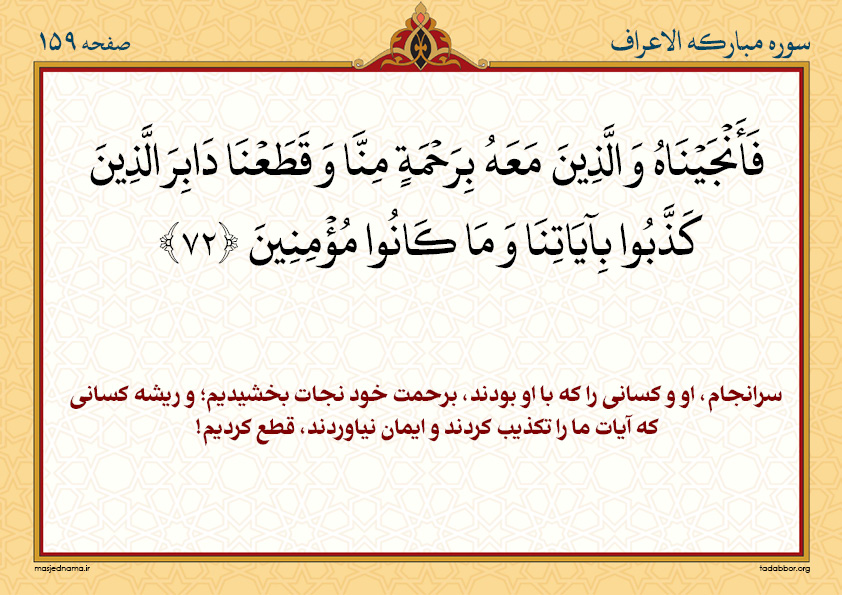 سوره مبارکه الاعراف
صفحه ۱۵۹
فَأَنْجَيْنَاهُ وَ الَّذِينَ مَعَهُ بِرَحْمَةٍ مِنَّا وَ قَطَعْنَا دَابِرَ الَّذِينَ
كَذَّبُوا بِآيَاتِنَا وَ مَا كَانُوا مُؤْمِنِينَ ﴿۷۲﴾
سرانجام، او و کسانی را که با او بودند، برحمت خود نجات بخشیدیم؛ و ریشه کسانی
که آیات ما را تکذیب کردند و ایمان نیاوردند، قطع کردیم!
masjednama.ir
tadabbor.org